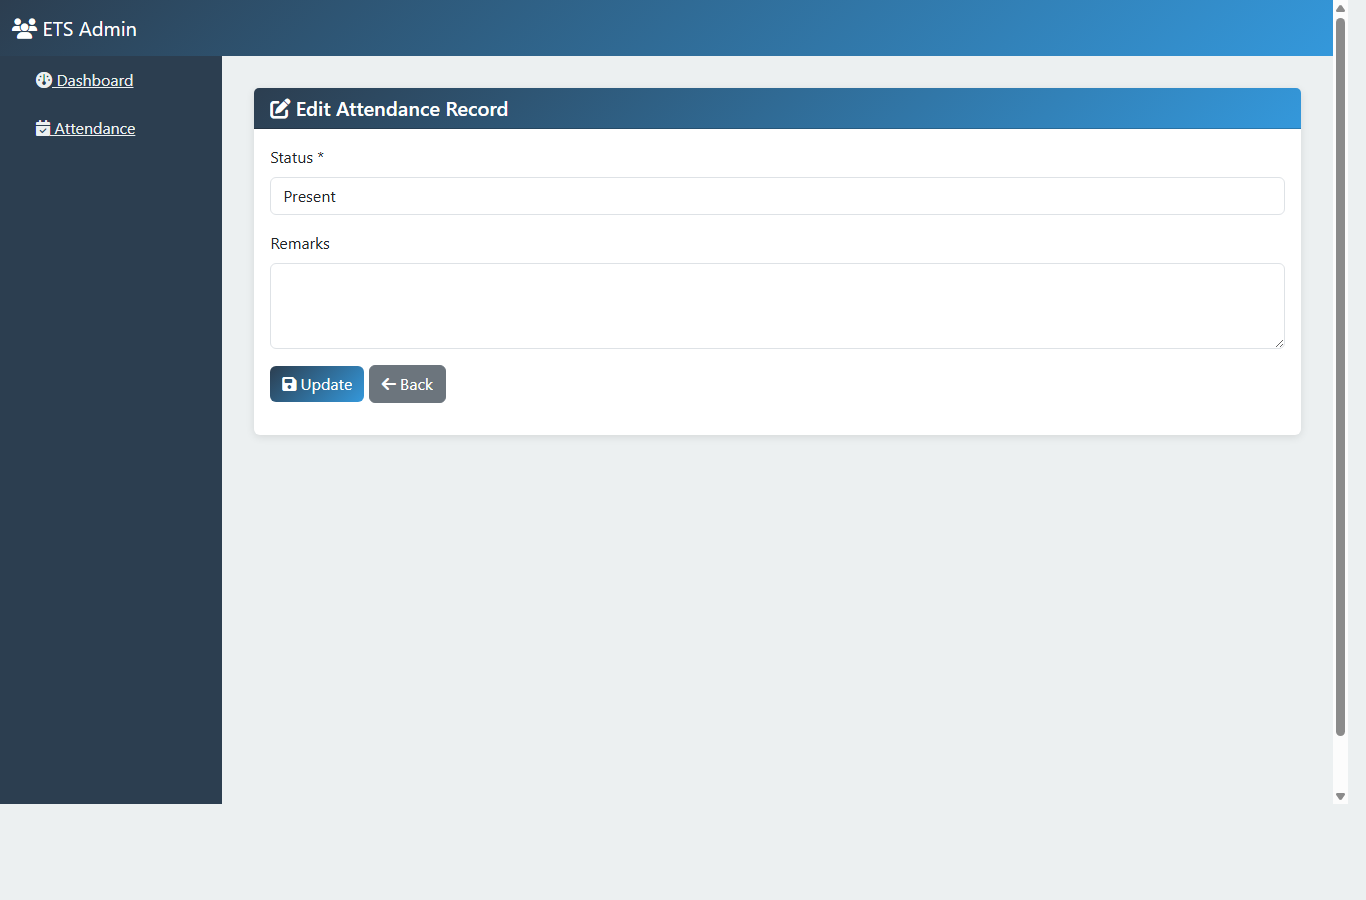 ETS Admin
Dashboard
Attendance
Edit Attendance Record
Status *
Present
Remarks
Update
Back